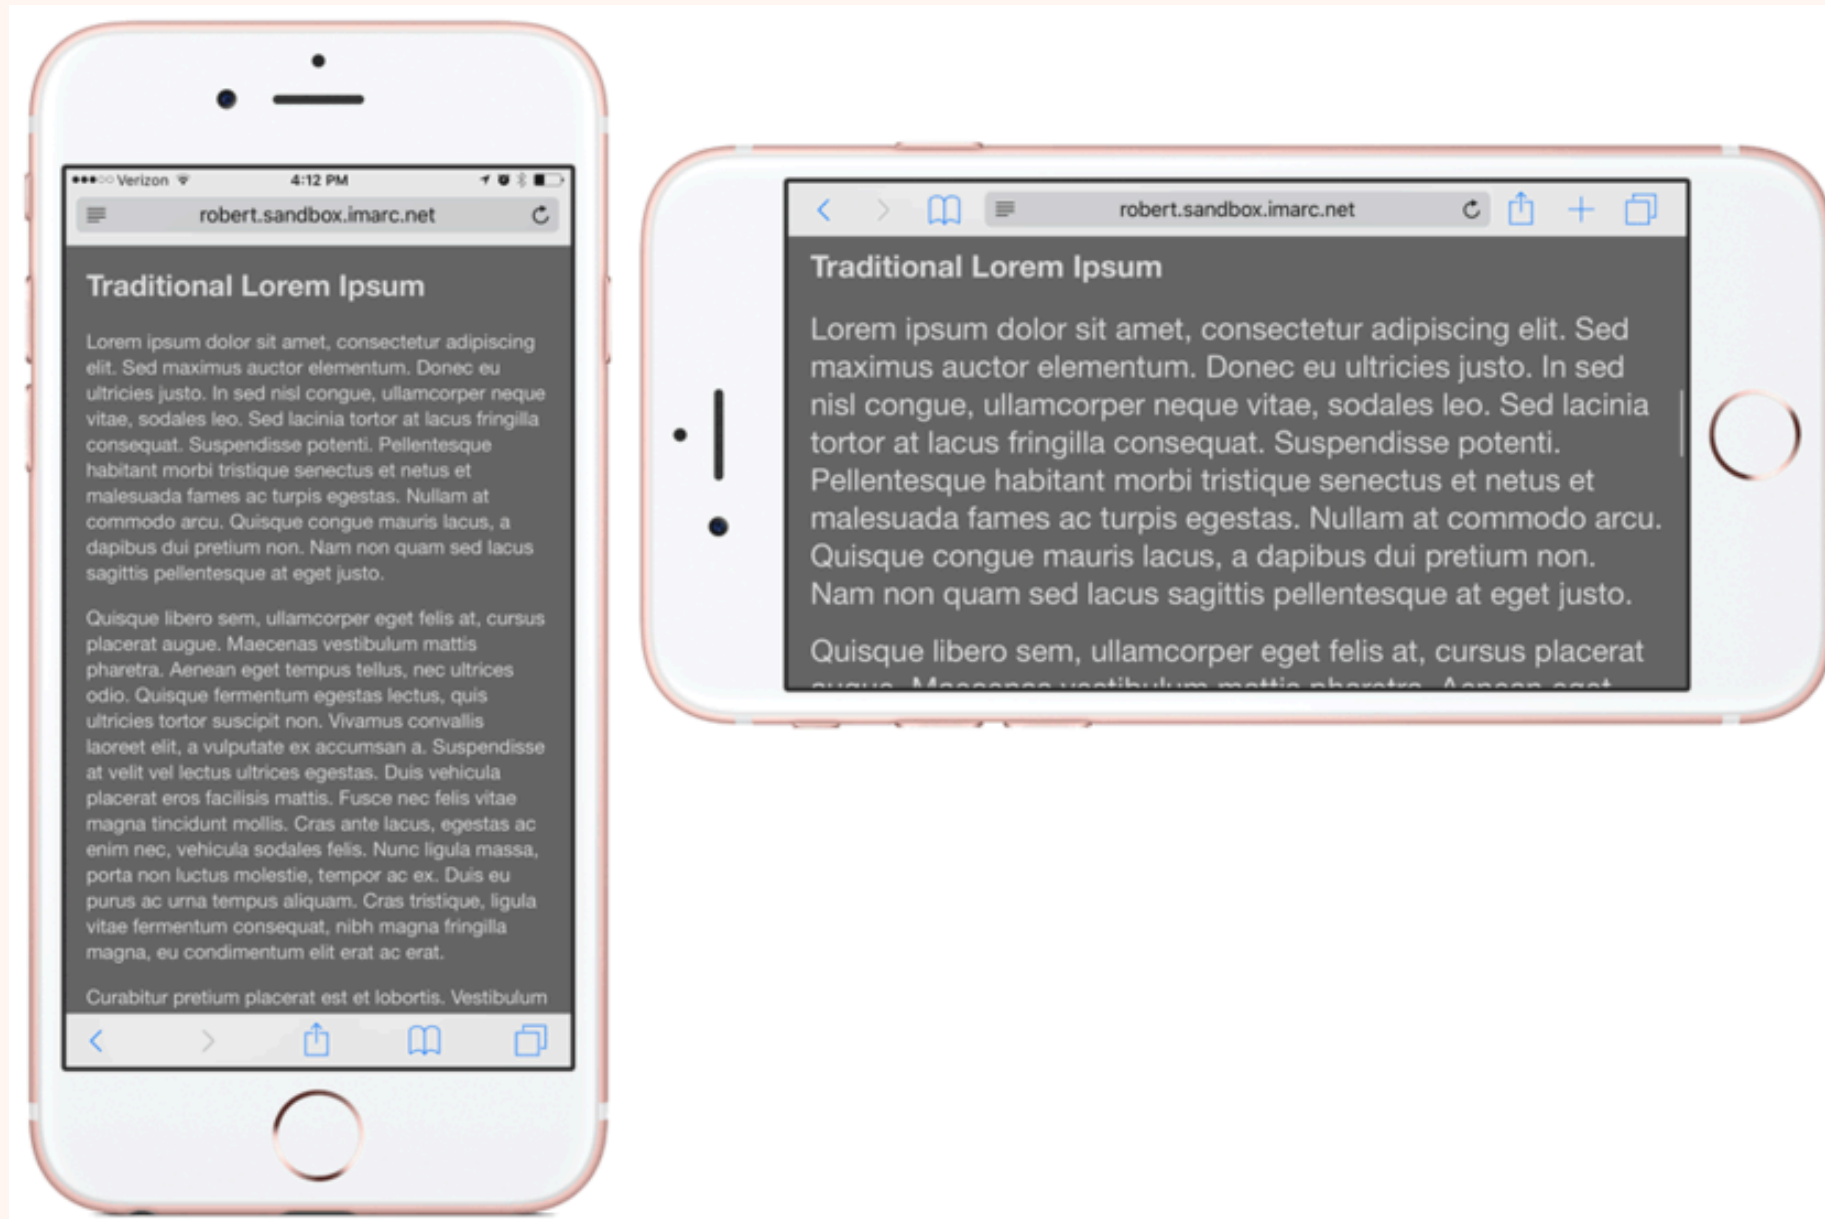 Verizon 4:12 PM
robert.sandbox.imarc.net
Traditional Lorem Ipsum
Lorem ipsum dolor sit amet, consectetur adipiscing
elit. Sed maximus auctor elementum. Donec eu
ultricies justo. In sed nisl congue, ullamcorper neque
vitae, sodales leo. Sed lacinia tortor at lacus fringilla
consequat. Suspendisse potenti. Pellentesque
habitant morbi tristique senectus et netus et
malesuada fames ac turpis egestas. Nullam at
commodo arcu. Quisque congue mauris lacus, a
dapibus dui pretium non. Nam non quam sed lacus
sagittis pellentesque at eget justo.
Quisque libero sem, ullamcorper eget felis at, cursus
placerat augue. Maecenas vestibulum mattis
pharetra. Aenean eget tempus tellus, nec ultrices
odio. Quisque fermentum egestas lectus, quis
ultricies tortor suscipit non. Vivamus convallis
laoreet elit, a vulputate ex accumsan a. Suspendisse
at velit vel lectus ultrices egestas. Duis vehicula
placerat eros facilisis mattis. Fusce nec felis vitae
magna tincidunt mollis. Cras ante lacus, egestas ac
enim nec, vehicula sodales felis. Nunc ligula massa,
porta non luctus molestie, tempor ac ex. Duis eu
purus ac urna tempus aliquam. Cras tristique, ligula
vitae fermentum consequat, nibh magna fringilla
magna, eu condimentum elit erat ac erat.
Curabitur pretium placerat est et lobortis. Vestibulum
robert.sandbox.imarc.net
Traditional Lorem Ipsum
Lorem ipsum dolor sit amet, consectetur adipiscing elit. Sed
maximus auctor elementum. Donec eu ultricies justo. In sed
nisl congue, ullamcorper neque vitae, sodales leo. Sed lacinia
tortor at lacus fringilla consequat. Suspendisse potenti.
Pellentesque habitant morbi tristique senectus et netus et
malesuada fames ac turpis egestas. Nullam at commodo arcu.
Quisque congue mauris lacus, a dapibus dui pretium non.
Nam non quam sed lacus sagittis pellentesque at eget justo.
Quisque libero sem, ullamcorper eget felis at, cursus placerat
augue. Maecenas vestibulum mattis pharetra. Aenean eget